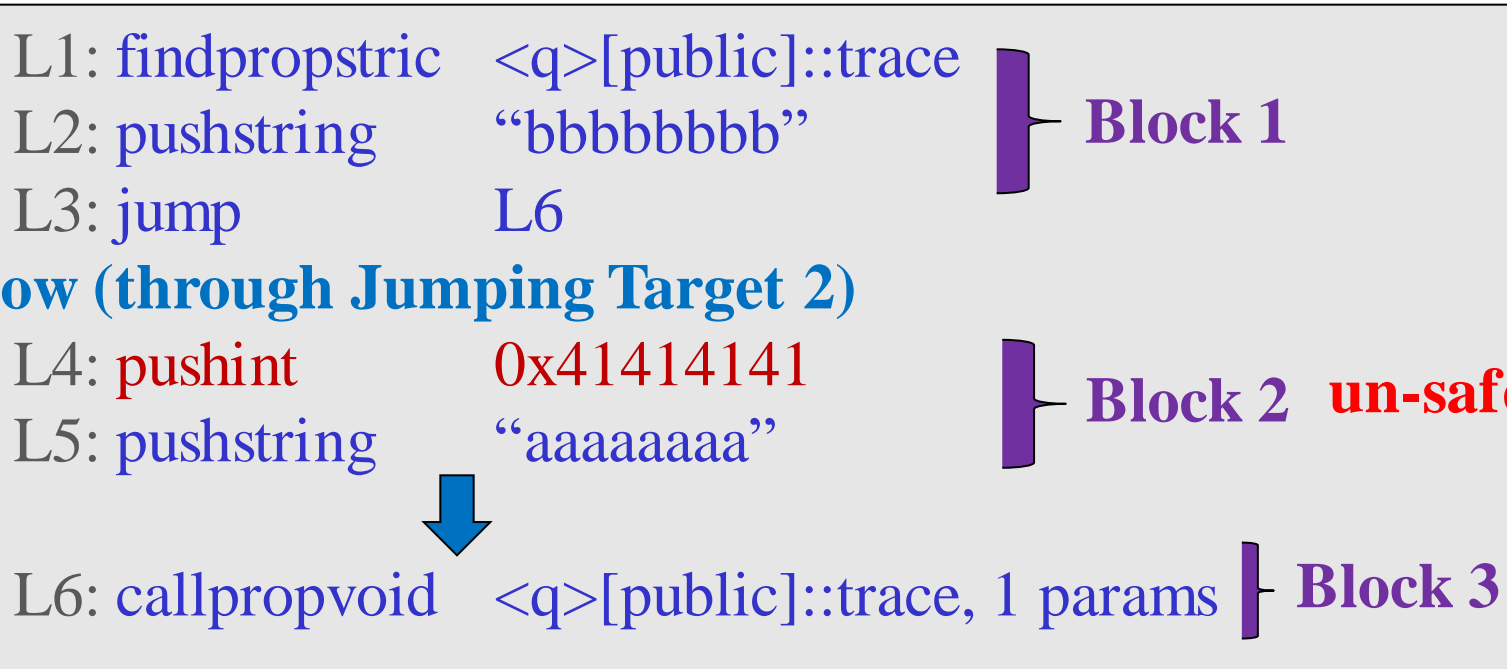 L1: findpropstric <q>[public]::trace
L2: pushstring “bbbbbbbb”
Block 1
L3: jump L6
ow (through Jumping Target 2)
L4: pushint 0x41414141
Block 2 un-safe
L5: pushstring “aaaaaaaa”
L6: callpropvoid <q>[public]::trace, 1 params
Block 3